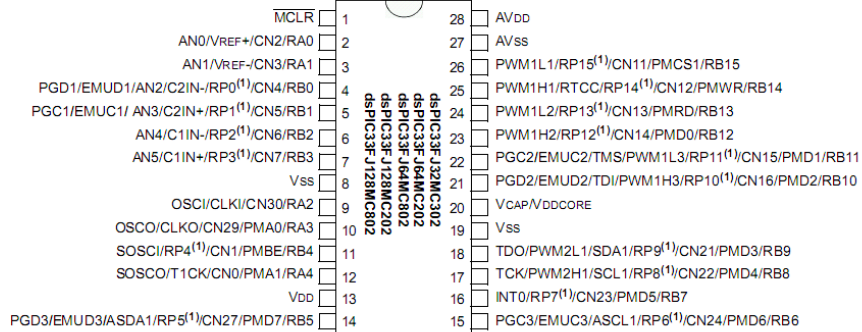 MCLR 1 28 AVDD
AN0/VREF+/CN2/RA0 2 27 AVSS
AN1/VREF-/CN3/RA1 3 26 PWM1L1/RP15(1)/CN11/PMCS1/RB15
PGD1/EMUD1/AN2/C2IN-/RP0(1)/CN4/RB0 4 25 PWM1H1/RTCC/RP14(1)/CN12/PMWR/RB14
PGC1/EMUC1/ AN3/C2IN+/RP1(1)/CN5/RB1 5 24 PWM1L2/RP13(1)/CN13/PMRD/RB13
AN4/C1IN-/RP2(1)/CN6/RB2 6 23 PWM1H2/RP12(1)/CN14/PMD0/RB12
AN5/C1IN+/RP3(1)/CN7/RB3 7 22 PGC2/EMUC2/TMS/PWM1L3/RP11(1)/CN15/PMD1/RB11
VSS 8 21 PGD2/EMUD2/TDI/PWM1H3/RP10(1)/CN16/PMD2/RB10
OSCI/CLKI/CN30/RA2 9 20 VCAP/VDDCORE
OSCO/CLKO/CN29/PMA0/RA3 10 19 VSS
SOSCI/RP4(1)/CN1/PMBE/RB4 11 18 TDO/PWM2L1/SDA1/RP9(1)/CN21/PMD3/RB9
SOSCO/T1CK/CN0/PMA1/RA4 12 17 TCK/PWM2H1/SCL1/RP8(1)/CN22/PMD4/RB8
VDD 13 16 INT0/RP7(1)/CN23/PMD5/RB7
PGD3/EMUD3/ASDA1/RP5(1)/CN27/PMD7/RB5 14 15 PGC3/EMUC3/ASCL1/RP6(1)/CN24/PMD6/RB6
dsPIC33FJ32MC302
dsPIC33FJ64MC202
dsPIC33FJ64MC802
dsPIC33FJ128MC202
dsPIC33FJ128MC802